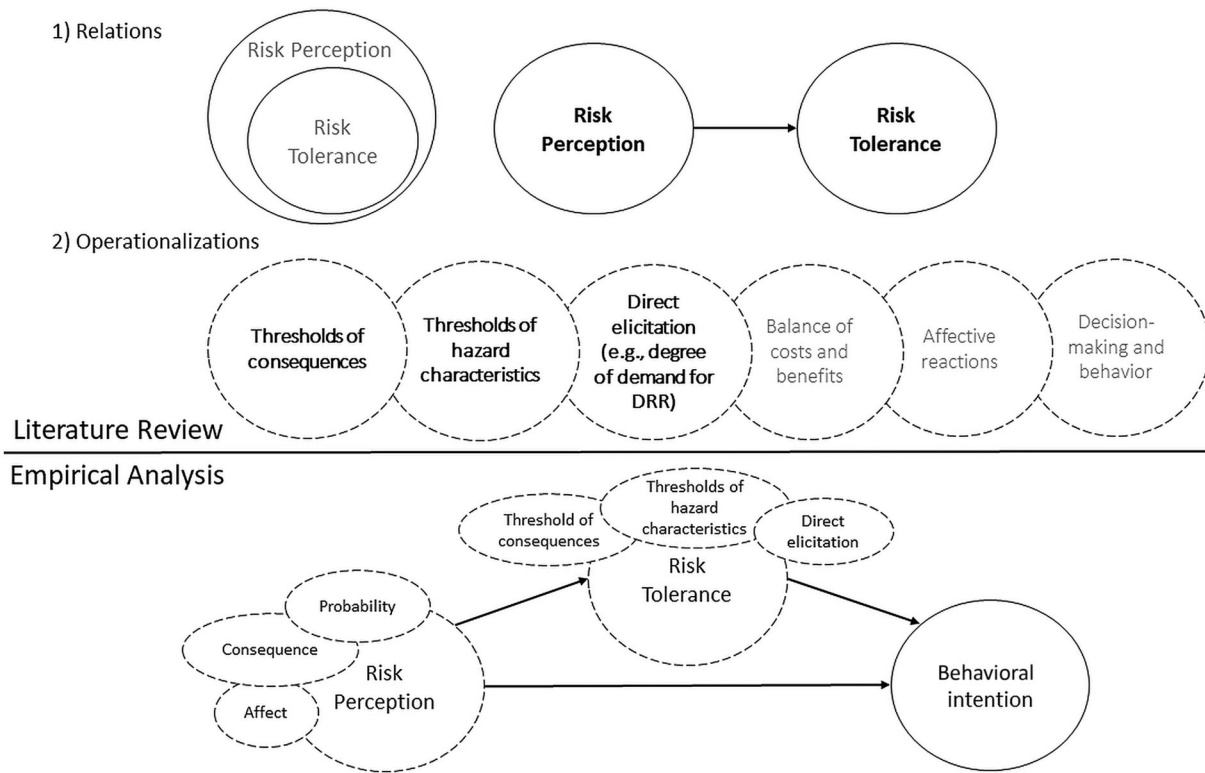 1) Relations
Risk Perception
Risk
Tolerance
Risk
Perception
Risk
Tolerance
2) Operationalizations
Thresholds of
consequences
Thresholds of
hazard
characteristics
Direct
elicitation
(e.g., degree
of demand for
DRR)
Balance of
costs and
benefits
Affective
reactions
Decision-
making and
behavior
Literature Review
Empirical Analysis
Threshold of
consequences
Thresholds of
hazard
characteristics
Direct
elicitation
Risk
Tolerance
Probability
Consequence
Affect
Risk
Perception
Behavioral
intention